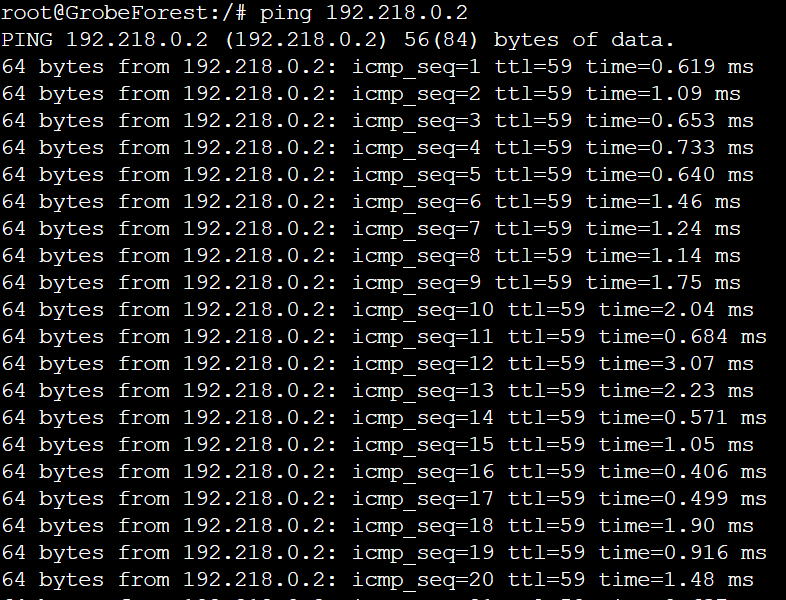 root@GrobeForest:/# ping 192.218.0.2
PING 192.218.0.2 (192.218.0.2) 56(84) bytes of data.
64 bytes from 192.218.0.2: icmp_seq=1 ttl=59 time=0.619 ms
64 bytes from 192.218.0.2: icmp_seq=2 ttl=59 time=1.09 ms
64 bytes from 192.218.0.2: icmp_seq=3 ttl=59 time=0.653 ms
64 bytes from 192.218.0.2: icmp_seq=4 ttl=59 time=0.733 ms
64 bytes from 192.218.0.2: icmp_seq=5 ttl=59 time=0.640 ms
64 bytes from 192.218.0.2: icmp_seq=6 ttl=59 time=1.46 ms
64 bytes from 192.218.0.2: icmp_seq=7 ttl=59 time=1.24 ms
64 bytes from 192.218.0.2: icmp_seq=8 ttl=59 time=1.14 ms
64 bytes from 192.218.0.2: icmp_seq=9 ttl=59 time=1.75 ms
64 bytes from 192.218.0.2: icmp_seq=10 ttl=59 time=2.04 ms
64 bytes from 192.218.0.2: icmp_seq=11 ttl=59 time=0.684 ms
64 bytes from 192.218.0.2: icmp_seq=12 ttl=59 time=3.07 ms
64 bytes from 192.218.0.2: icmp_seq=13 ttl=59 time=2.23 ms
64 bytes from 192.218.0.2: icmp_seq=14 ttl=59 time=0.571 ms
64 bytes from 192.218.0.2: icmp_seq=15 ttl=59 time=1.05 ms
64 bytes from 192.218.0.2: icmp_seq=16 ttl=59 time=0.406 ms
64 bytes from 192.218.0.2: icmp_seq=17 ttl=59 time=0.499 ms
64 bytes from 192.218.0.2: icmp_seq=18 ttl=59 time=1.90 ms
64 bytes from 192.218.0.2: icmp_seq=19 ttl=59 time=0.916 ms
64 bytes from 192.218.0.2: icmp_seq=20 ttl=59 time=1.48 ms